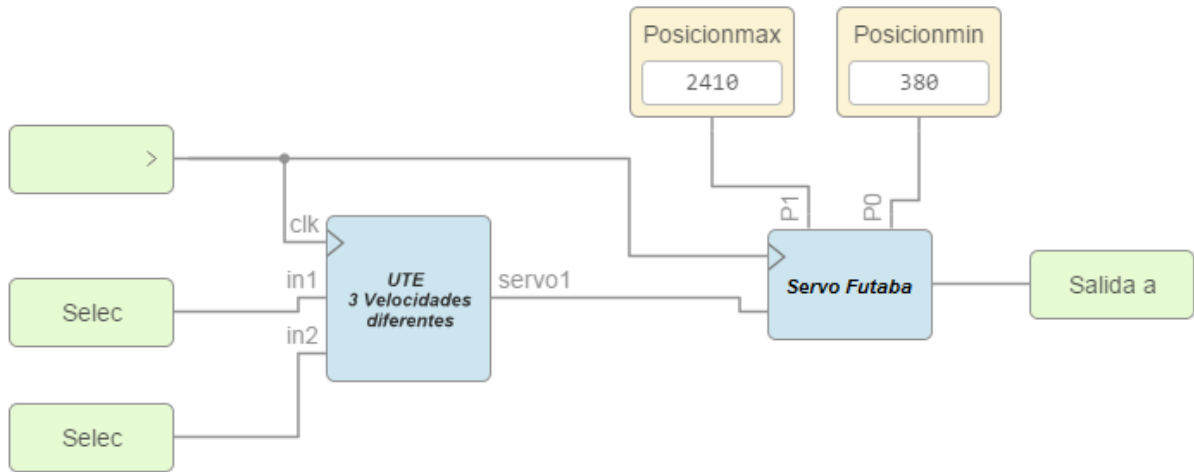 Posicionmax
2410
Posicionmin
380
clk
in1
in2
UTE
3 Velocidades
diferentes
servo1
P1
P0
Servo Futaba
Salida a
Selec
Selec